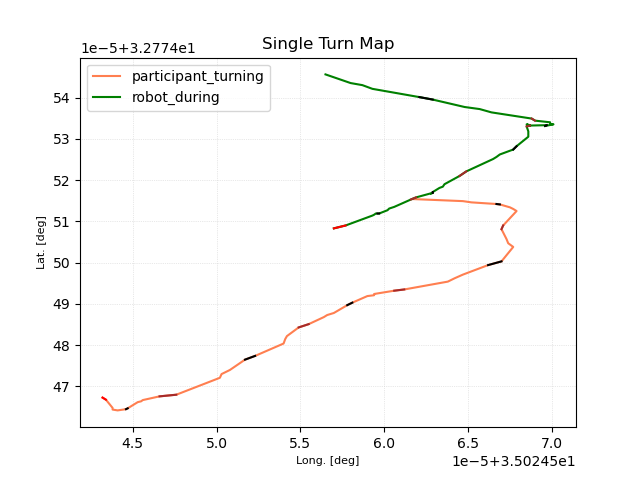 Single Turn Map
1e−5+3.2774e1
participant_turning
robot_during
54
53
52
51
50
49
48
47
Lat. [deg]
4.5 5.0 5.5 6.0 6.5 7.0
Long. [deg]
1e−5+3.50245e1